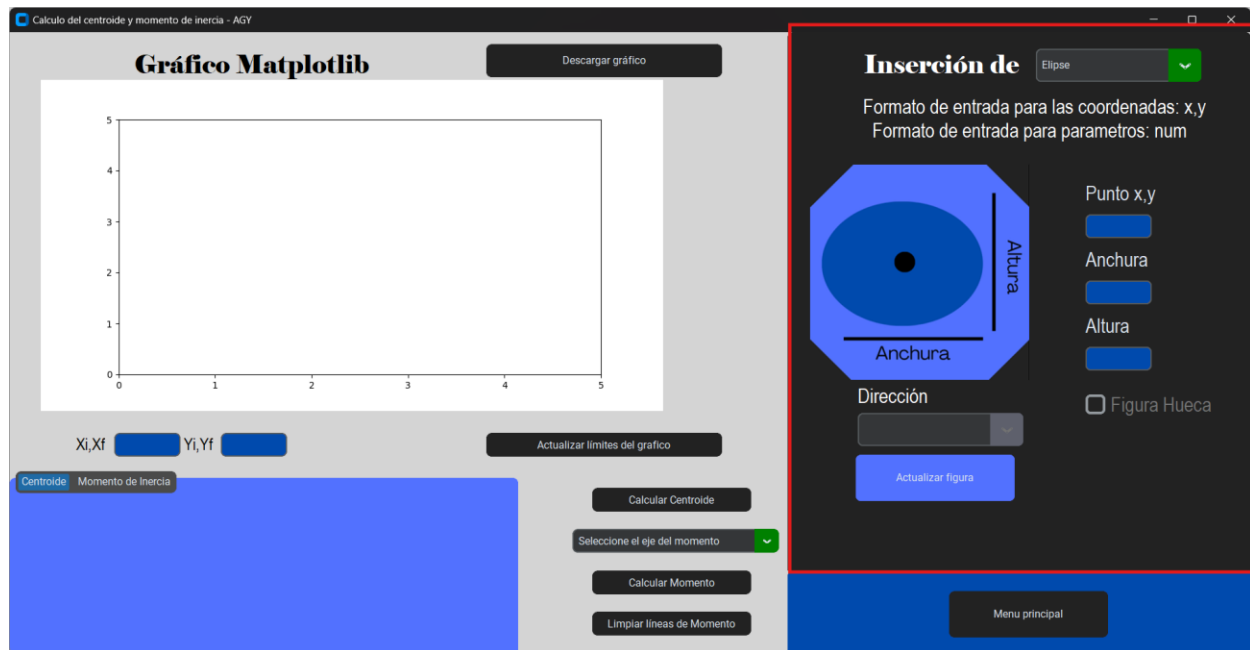 Calculo del centroide y momento de inercia - AGY
Gráfico Matplotlib
Descargar gráfico
5
4
3
2
1
0
0 1 2 3 4 5
Xi,Xf
Yi,Yf
Actualizar límites del grafico
Centroide
Momento de Inercia
Calcular Centroide
Seleccione el eje del momento
Calcular Momento
Limpiar líneas de Momento
Inserción de
Elipse
Formato de entrada para las coordenadas: x,y
Formato de entrada para parametros: num
Altura
Anchura
Punto x,y
Anchura
Altura
Dirección
Figura Hueca
Actualizar figura
Menu principal